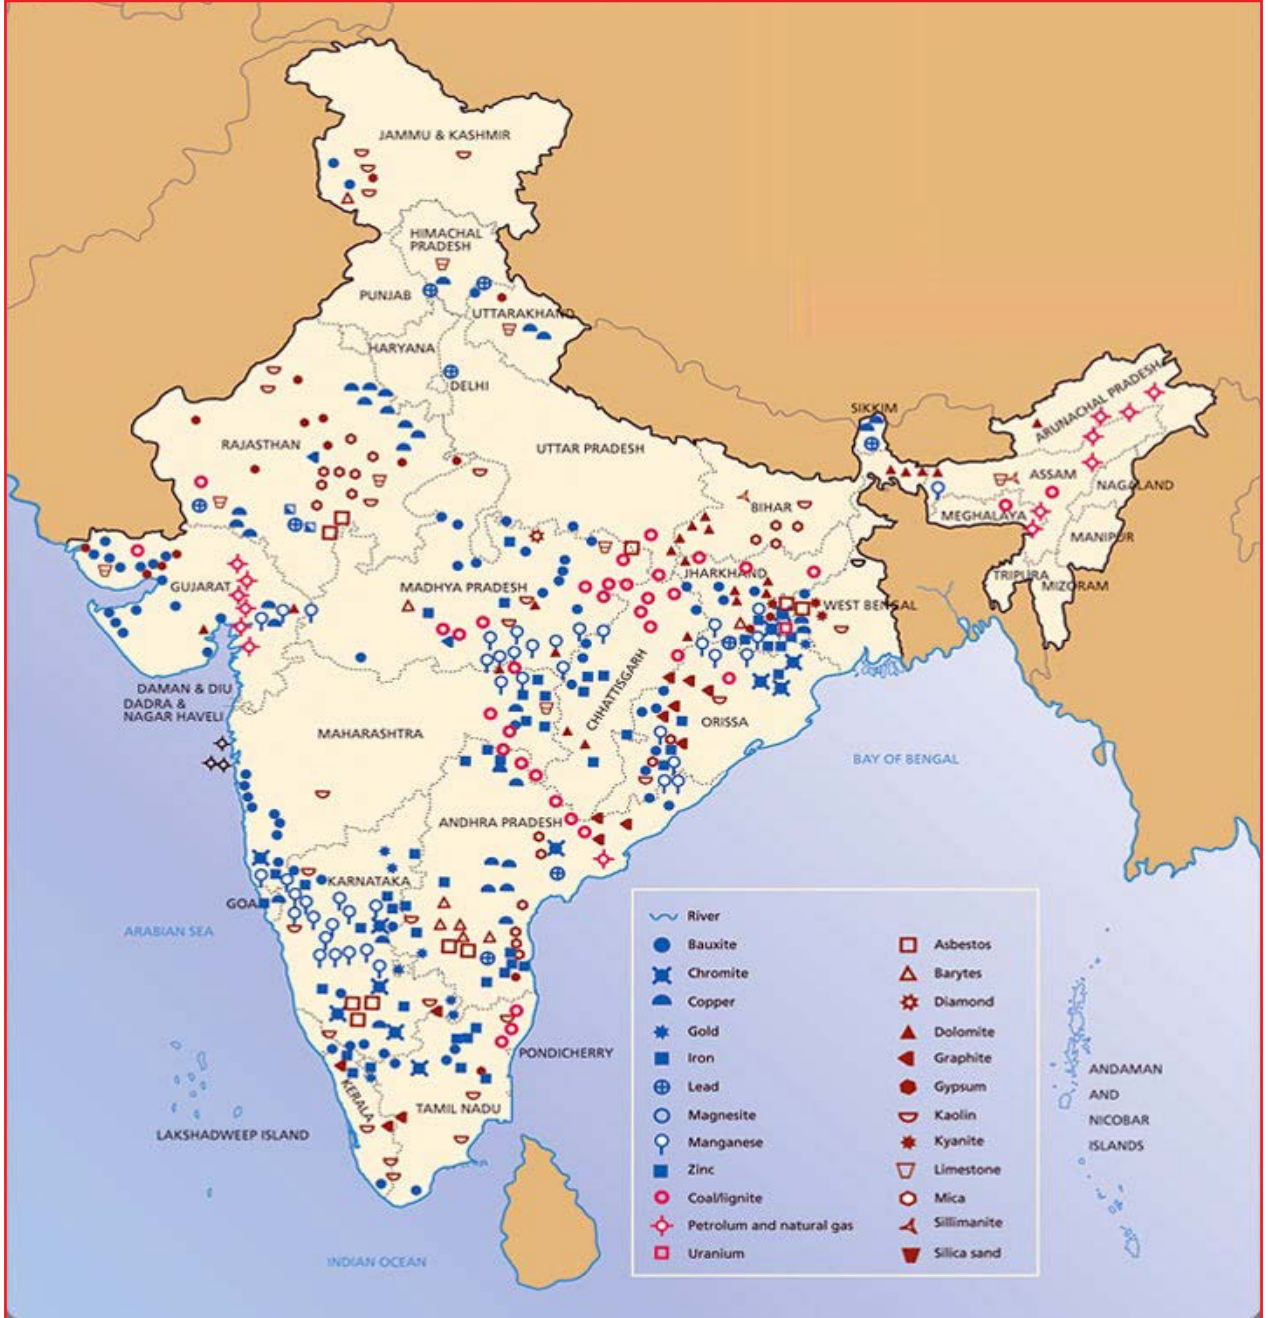 JAMMU & KASHMIR
HIMACHAL
PRADESH
PUNJAB
UTTARAKHAND
HARYANA
DELHI
RAJASTHAN
UTTAR PRADESH
SIKKIM
ARUNACHAL PRADESH
ASSAM
NAGALAND
BIHAR
MEGHALAYA
MANIPUR
TRIPURA
MIZORAM
GUJARAT
MADHYA PRADESH
JHARKHAND
WEST BENGAL
CHHATTISGARH
DAMAN & DIU
DADRA &
NAGAR HAVELI
ORISSA
MAHARASHTRA
BAY OF BENGAL
ANDHRA PRADESH
KARNATAKA
GOA
ARABIAN SEA
PONDICHERRY
KERALA
TAMIL NADU
LAKSHADWEEP ISLAND
INDIAN OCEAN
ANDAMAN
AND
NICOBAR
ISLANDS
River
Bauxite
Chromite
Copper
Gold
Iron
Lead
Magnesite
Manganese
Zinc
Coal/lignite
Petrolum and natural gas
Uranium
Asbestos
Barytes
Diamond
Dolomite
Graphite
Gypsum
Kaolin
Kyanite
Limestone
Mica
Sillimanite
Silica sand